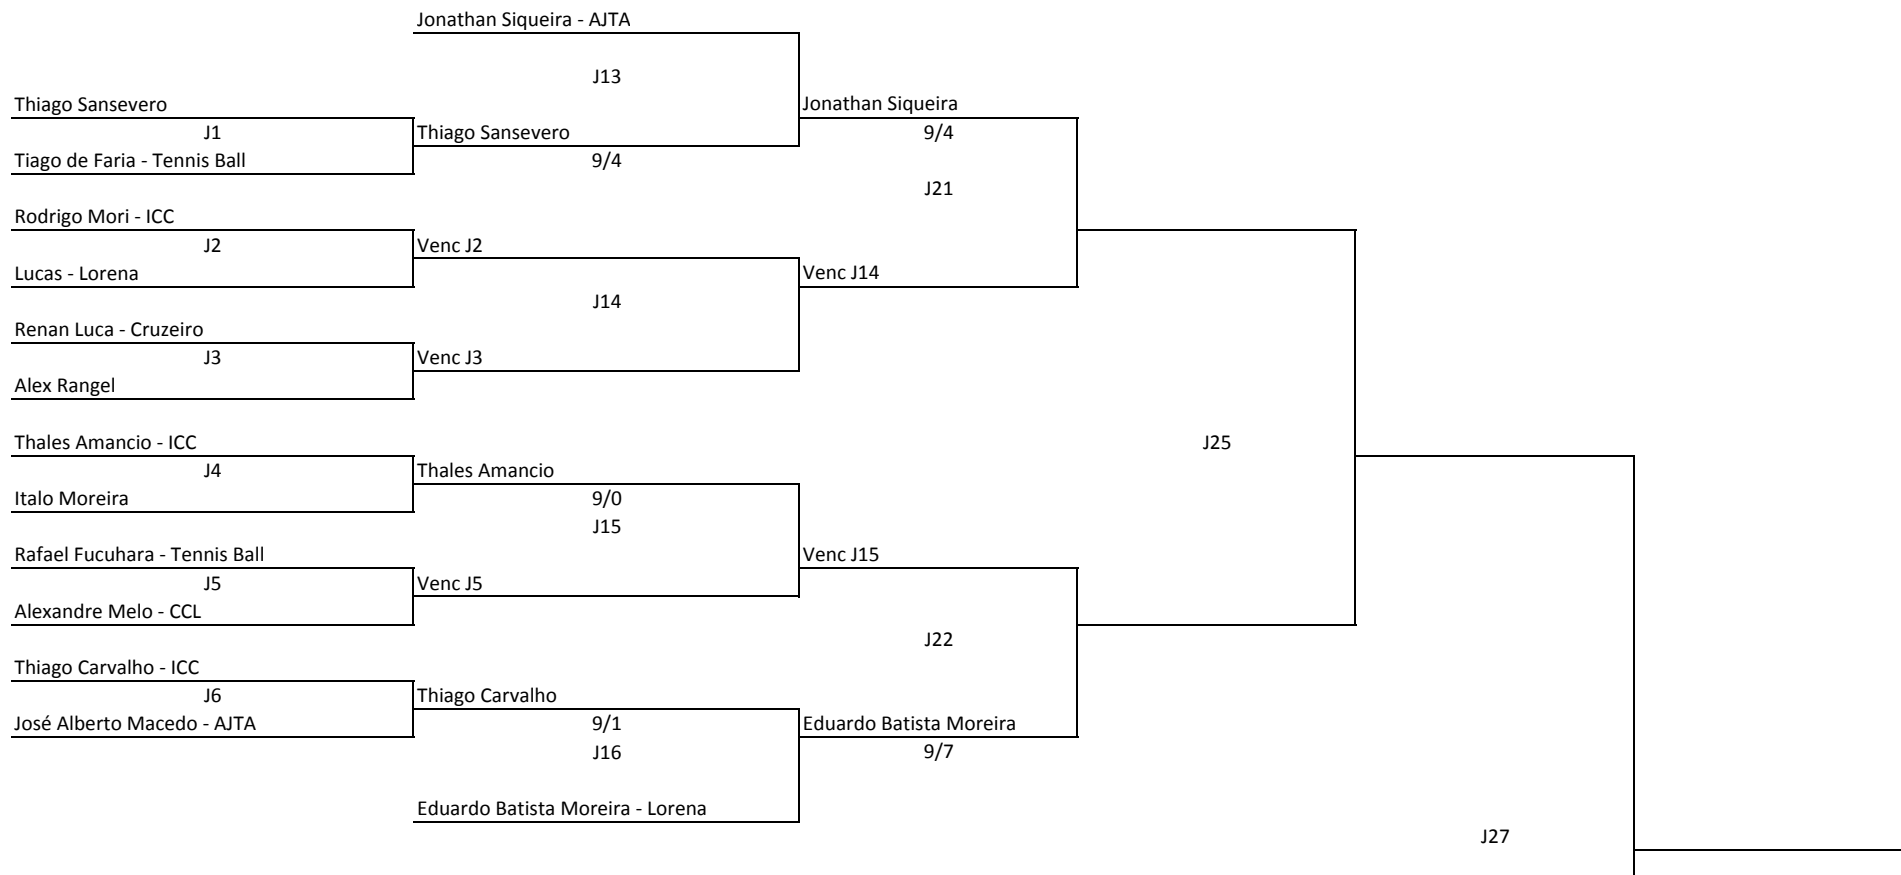 Jonathan Siqueira - AJTA
J13
Thiago Sansevero
Jonathan Siqueira
J1
Thiago Sansevero
9/4
Tiago de Faria - Tennis Ball
9/4
J21
Rodrigo Mori - ICC
J2
Venc J2
Lucas - Lorena
Venc J14
J14
Renan Luca - Cruzeiro
J3
Venc J3
Alex Rangel
Thales Amancio - ICC
J25
J4
Thales Amancio
Italo Moreira
9/0
J15
Rafael Fucuhara - Tennis Ball
Venc J15
J5
Venc J5
Alexandre Melo - CCL
J22
Thiago Carvalho - ICC
J6
Thiago Carvalho
José Alberto Macedo - AJTA
9/1
Eduardo Batista Moreira
J16
9/7
Eduardo Batista Moreira - Lorena
J27